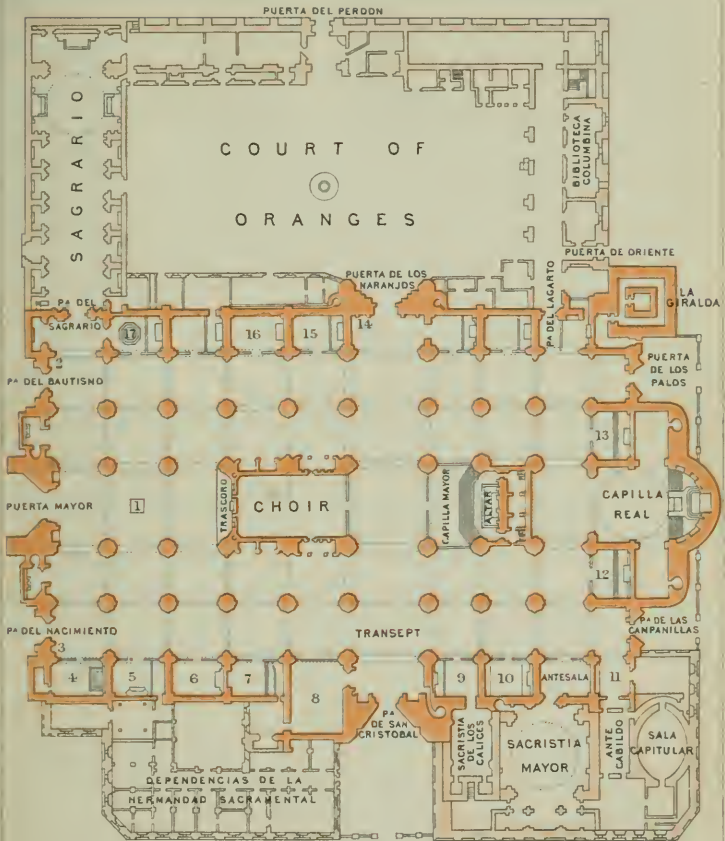 PUERTA DEL PERDON
SAGRARIO
COURT OF
ORANGES
BIBLIOTECA
COLUMBINA
PUERTA DE ORIENTE
PUERTA DE LOS
NARANJOS
Pª DEL LAGARTO
LA
GIRALDA
Pª DEL
SAGRARIO
17
16
15
14
2
Pª DEL BAUTISMO
PUERTA
DE LOS
PALOS
13
PUERTA MAYOR
1
TRASCORO
CHOIR
CAPILLA MAYOR
ALTAR
CAPILLA
REAL
12
Pª DEL NACIMIENTO
TRANSEPT
Pª DE LAS
CAMPANILLAS
3
4
5
6
7
8
9
10
ANTESALA
11
Pª
DE SAN
CRISTOBAL
SACRISTIA
DE LOS
CALICES
SACRISTIA
MAYOR
ANTE
CABILDO
SALA
CAPITULAR
DEPENDENCIAS DE LA
HERMANDAD SACRAMENTAL